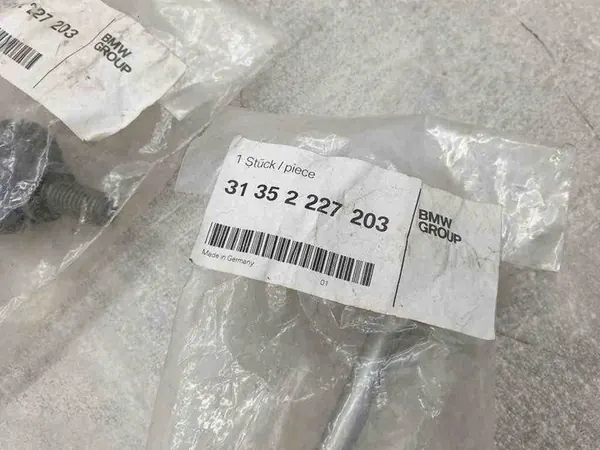 227 203
BMW
GROUP
1 Stück / piece
31 35 2 227 203
BMW
GROUP
Made in Germany
01